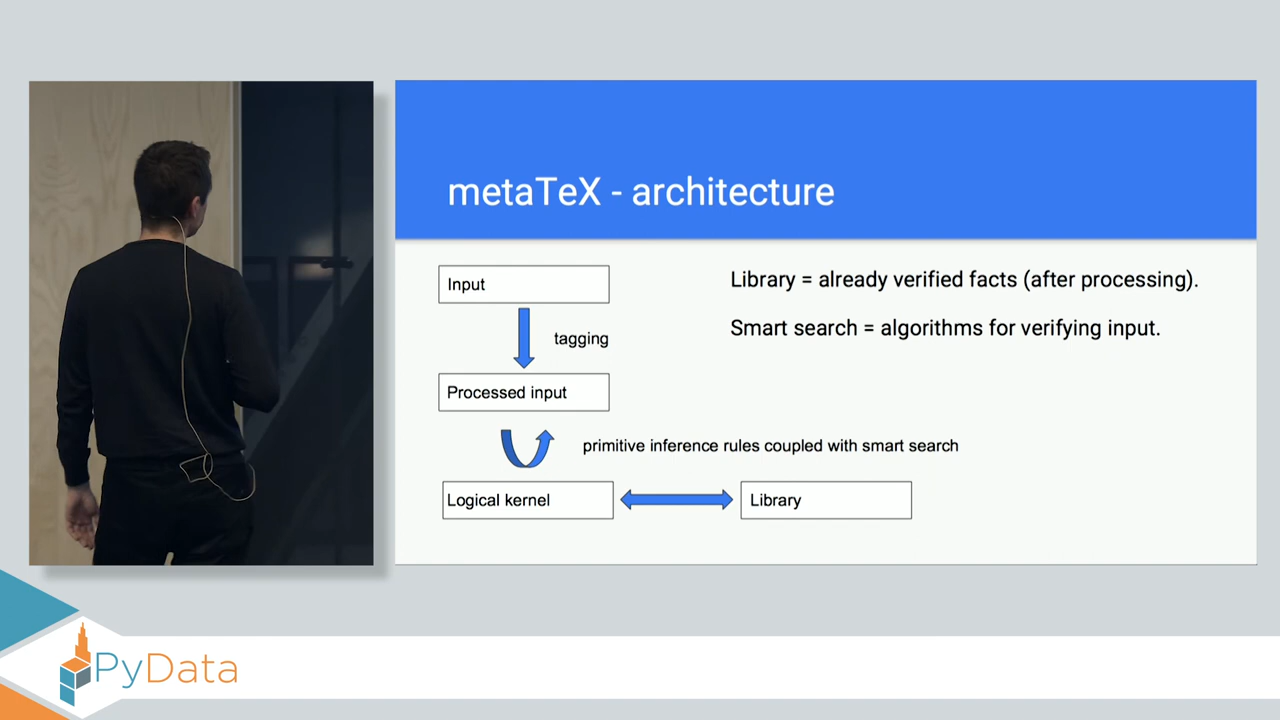 metaTeX - architecture
Input
tagging
Processed input
primitive inference rules coupled with smart search
Logical kernel
Library
Library = already verified facts (after processing).
Smart search = algorithms for verifying input.
PyData